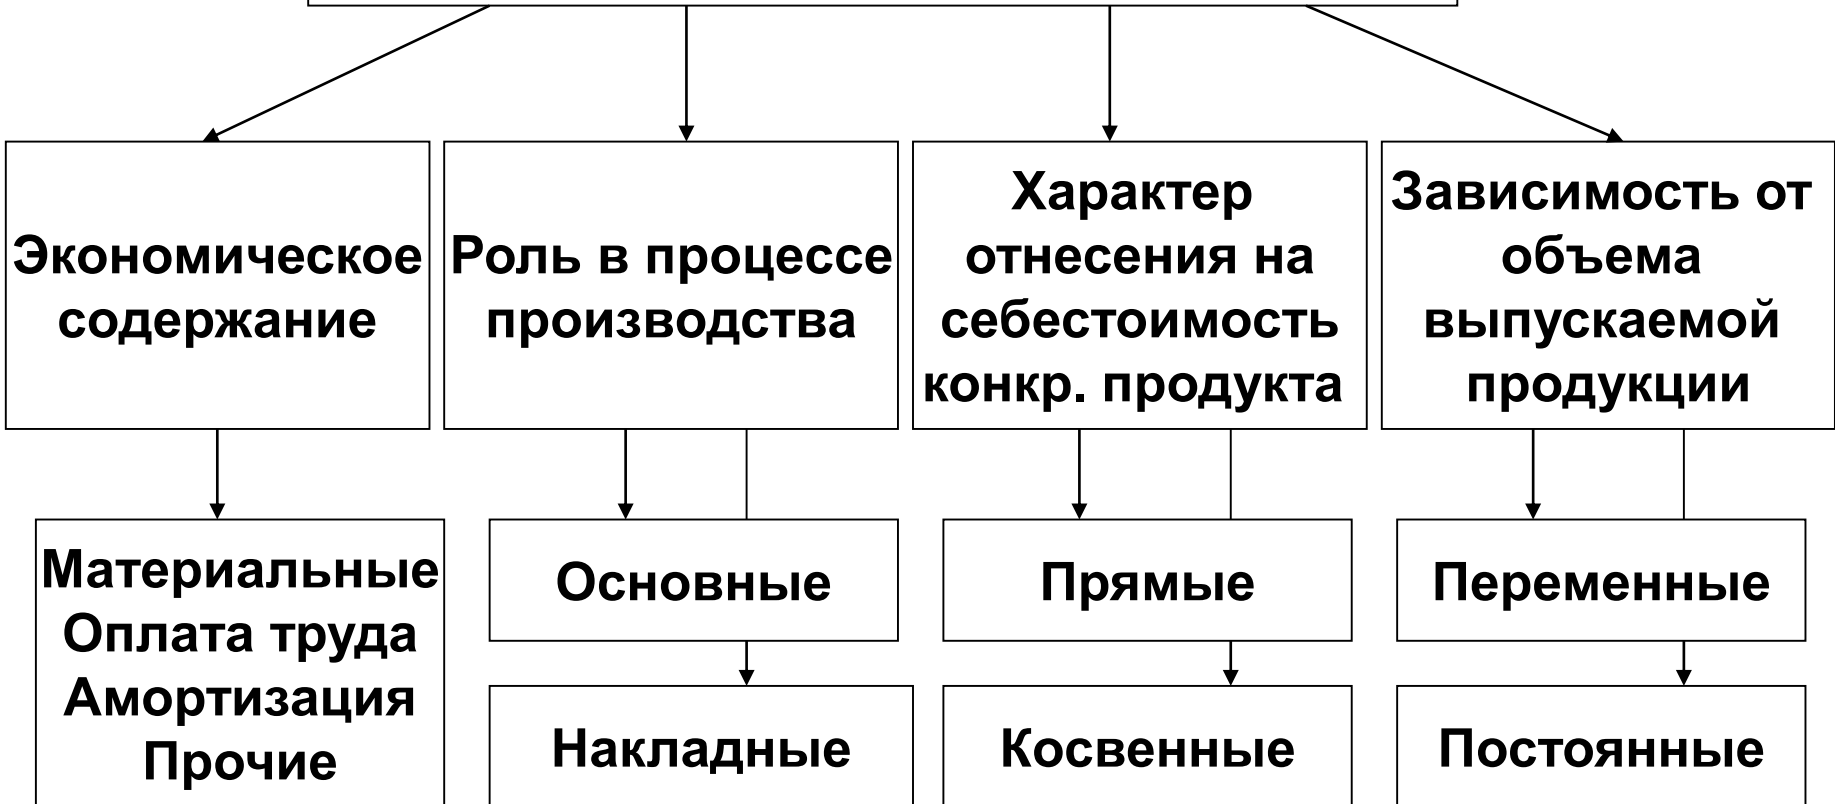 Экономическое
содержание
Роль в процессе
производства
Характер
отнесения на
себестоимость
конкр. продукта
Зависимость от
объема
выпускаемой
продукции
Материальные
Оплата труда
Амортизация
Прочие
Основные
Накладные
Прямые
Косвенные
Переменные
Постоянные